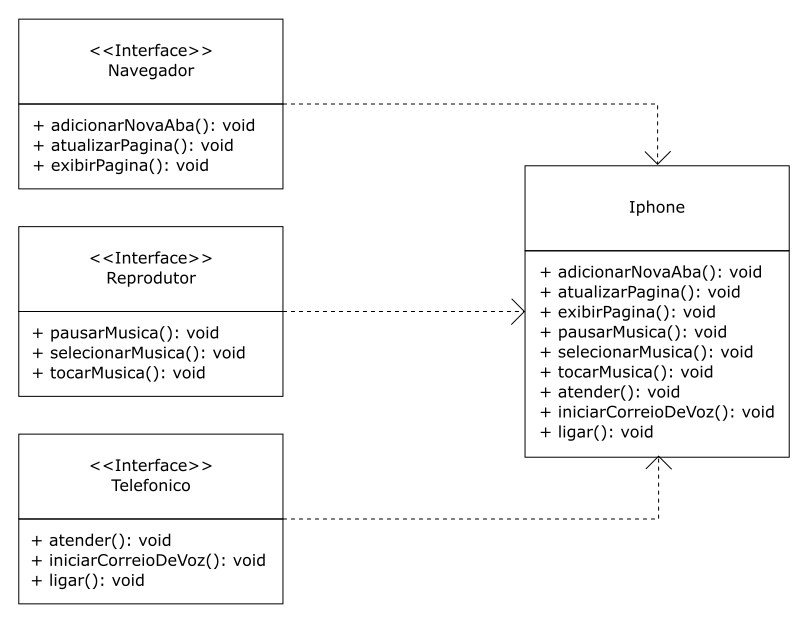 <<Interface>>
Navegador
+ adicionarNovaAba(): void
+ atualizarPagina(): void
+ exibirPagina(): void
<<Interface>>
Reprodutor
+ pausarMusica(): void
+ selecionarMusica(): void
+ tocarMusica(): void
<<Interface>>
Telefonico
+ atender(): void
+ iniciarCorreioDeVoz(): void
+ ligar(): void
Iphone
+ adicionarNovaAba(): void
+ atualizarPagina(): void
+ exibirPagina(): void
+ pausarMusica(): void
+ selecionarMusica(): void
+ tocarMusica(): void
+ atender(): void
+ iniciarCorreioDeVoz(): void
+ ligar(): void